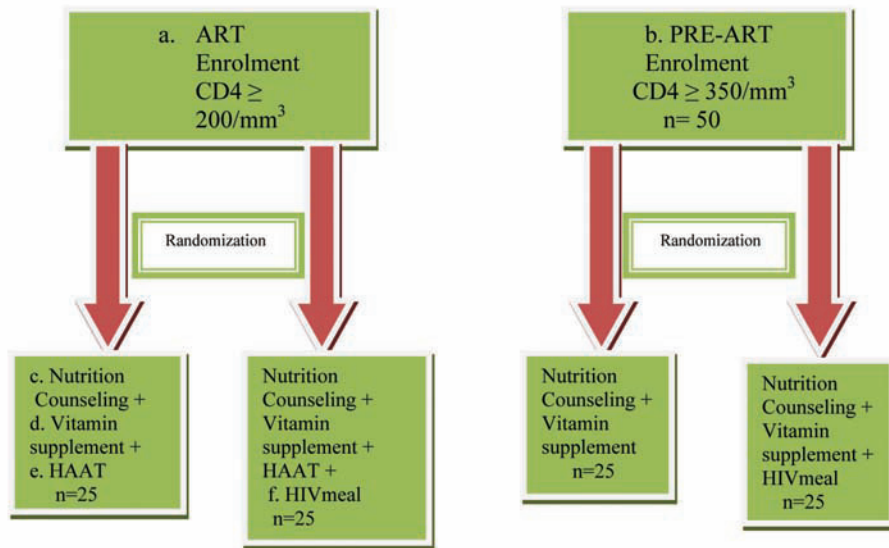 a. ART
Enrolment
CD4 ≥
200/mm³
b. PRE-ART
Enrolment
CD4 ≥ 350/mm³
n= 50
Randomization
Randomization
c. Nutrition
Counseling +
d. Vitamin
supplement +
e. HAAT
n=25
Nutrition
Counseling +
Vitamin
supplement +
HAAT +
f. HIVmeal
n=25
Nutrition
Counseling +
Vitamin
supplement
n=25
Nutrition
Counseling +
Vitamin
supplement +
HIVmeal
n=25